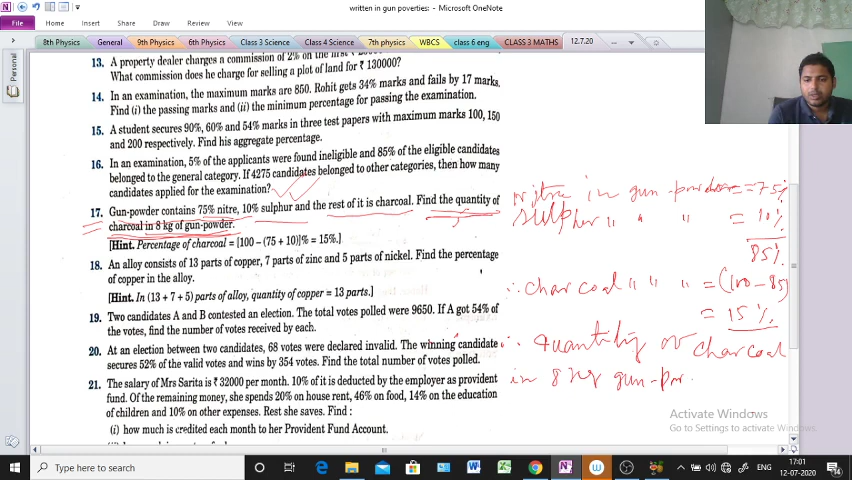 written in gun poverties: - Microsoft OneNote
File Home Insert Draw History Review View
8th Physics General 9th Physics 6th Physics Class 3 Science Class 4 Science 7th physics WBCS class 6 eng CLASS 3 MATHS 12.7.20
Personal
13. A property dealer charges a commission of 2% on the first ₹
What commission does he charge for selling a plot of land for ₹ 130000?
14. In an examination, the maximum marks are 850. Rohit gets 34% marks and fails by 17 marks.
Find (i) the passing marks and (ii) the minimum percentage for passing the examination.
15. A student secures 90%, 60% and 54% marks in three test papers with maximum marks 100, 150
and 200 respectively. Find his aggregate percentage.
16. In an examination, 5% of the applicants were found ineligible and 85% of the eligible candidates
belonged to the general category. If 4275 candidates belonged to other categories, then how many
candidates applied for the examination?
17. Gun-powder contains 75% nitre, 10% sulphur and the rest of it is charcoal. Find the quantity of
charcoal in 8 kg of gun-powder.
[Hint. Percentage of charcoal = [100 – (75 + 10)]% = 15%.]
18. An alloy consists of 13 parts of copper, 7 parts of zinc and 5 parts of nickel. Find the percentage
of copper in the alloy.
[Hint. In (13 + 7 + 5) parts of alloy, quantity of copper = 13 parts.]
19. Two candidates A and B contested an election. The total votes polled were 9650. If A got 54% of
the votes, find the number of votes received by each.
20. At an election between two candidates, 68 votes were declared invalid. The winning candidate
secures 52% of the valid votes and wins by 354 votes. Find the total number of votes polled.
21. The salary of Mrs Sarita is ₹ 32000 per month. 10% of it is deducted by the employer as provident
fund. Of the remaining money, she spends 20% on house rent, 46% on food, 14% on the education
of children and 10% on other expenses. Rest she saves. Find :
(i) how much is credited each month to her Provident Fund Account.
Nitre in gun-powder = 75%
Sulpher " " " = 10%
85%
∴ charcoal " " " = (100 - 85)
= 15%
∴ Quantity of charcoal
in 8 kg gun-pow
Activate Windows
Go to Settings to activate Windows.
Type here to search
ENG
17:01
12-07-2020
14